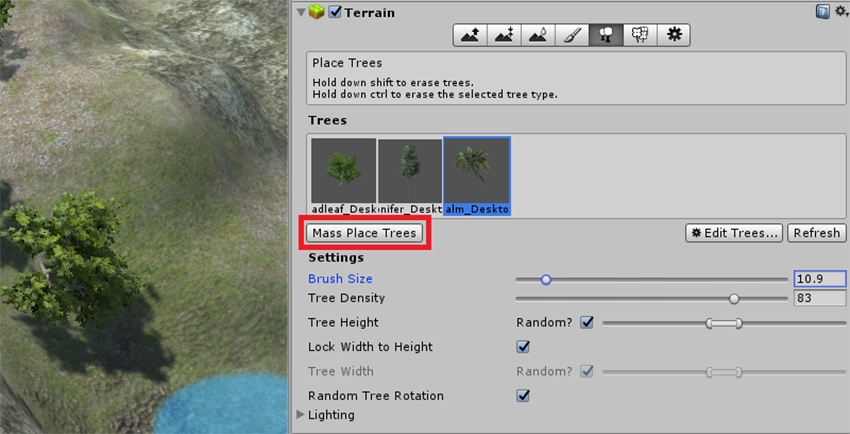 Terrain
Place Trees
Hold down shift to erase trees.
Hold down ctrl to erase the selected tree type.
Trees
adleaf_Desk nifer_Deskt alm_Deskto
Mass Place Trees Edit Trees... Refresh
Settings
Brush Size 10.9
Tree Density 83
Tree Height Random?
Lock Width to Height
Tree Width Random?
Random Tree Rotation
Lighting